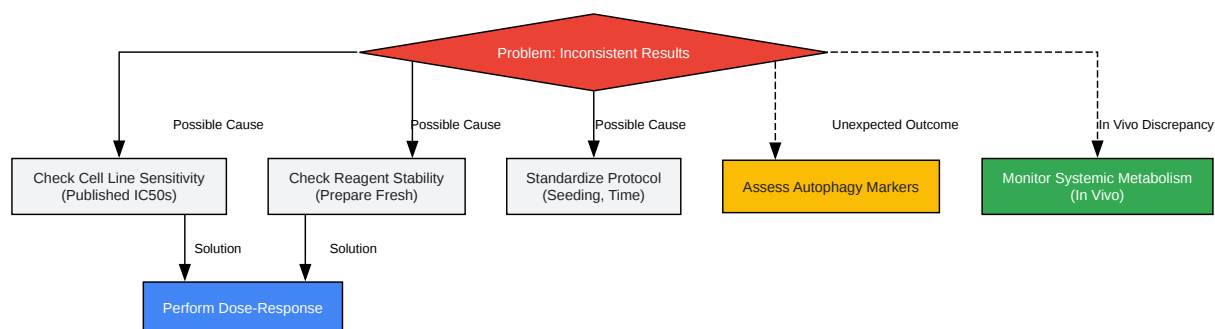 Problem: Inconsistent Results
Possible Cause
Possible Cause
Possible Cause
Unexpected Outcome
In Vivo Discrepancy
Check Cell Line Sensitivity
(Published IC50s)
Check Reagent Stability
(Prepare Fresh)
Standardize Protocol
(Seeding, Time)
Assess Autophagy Markers
Monitor Systemic Metabolism
(In Vivo)
Solution
Solution
Perform Dose-Response